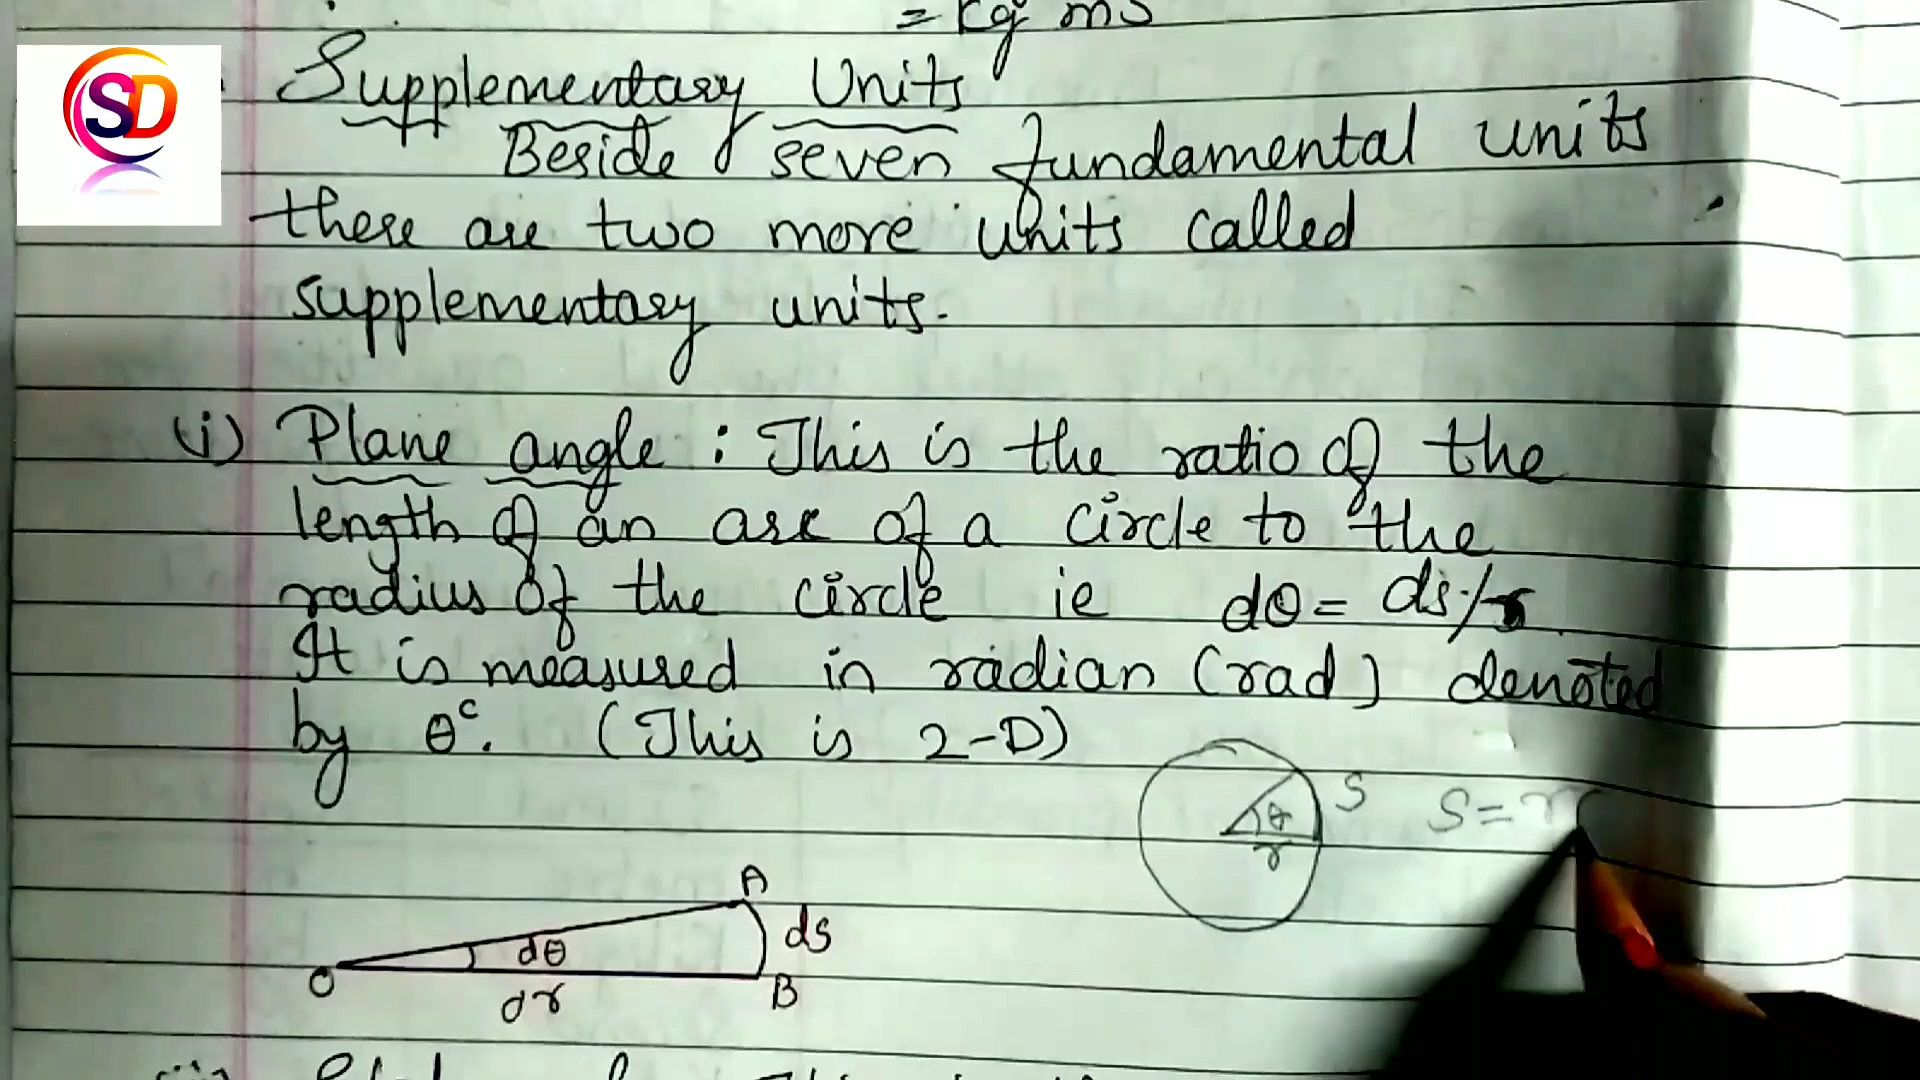 = kg ms
SD
Supplementary Units
Beside seven fundamental units
there are two more units called
supplementary units.
(i) Plane angle : This is the ratio of the
length of an arc of a circle to the
radius of the circle ie dθ = ds/r
It is measured in radian (rad) denoted
by θᶜ. (This is 2-D)
θ r S S = r
A
dθ ds
O dr B